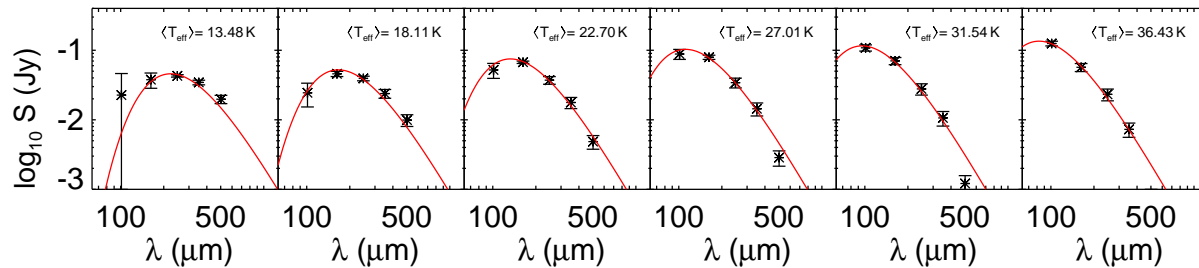 ⟨T_eff⟩= 13.48 K ⟨T_eff⟩= 18.11 K ⟨T_eff⟩= 22.70 K ⟨T_eff⟩= 27.01 K ⟨T_eff⟩= 31.54 K ⟨T_eff⟩= 36.43 K
log₁₀ S (Jy)
-1
-2
-3
100 500 100 500 100 500 100 500 100 500 100 500
λ (μm) λ (μm) λ (μm) λ (μm) λ (μm) λ (μm)